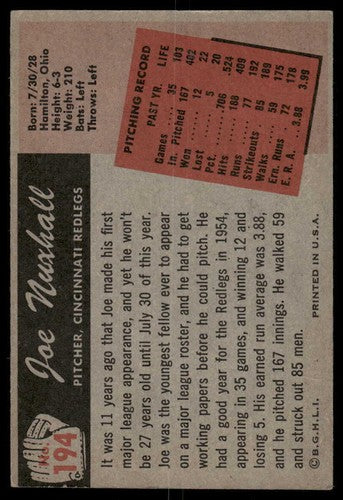 No.
194
Joe Nuxhall
PITCHER, CINCINNATI REDLEGS
Born: 7/30/28
Hamilton, Ohio
Height: 6-3
Weight: 210
Bats: Left
Throws: Left
PITCHING RECORD
PAST YR. LIFE
Games 35 103
In. Pitched 167 402
Won 12 22
Lost 5 20
Pct. .706 .524
Hits 188 409
Runs 77 192
Strikeouts 85 189
Walks 59 175
Ern. Runs 72 178
E. R. A. 3.88 3.99
It was 11 years ago that Joe made his first
major league appearance, and yet he won't
be 27 years old until July 30 of this year.
Joe was the youngest fellow ever to appear
on a major league roster, and he had to get
working papers before he could pitch. He
had a good year for the Redlegs in 1954,
appearing in 35 games, and winning 12 and
losing 5. His earned run average was 3.88,
and he pitched 167 innings. He walked 59
and struck out 85 men.
©B.G.H.L.I. PRINTED IN U.S.A.